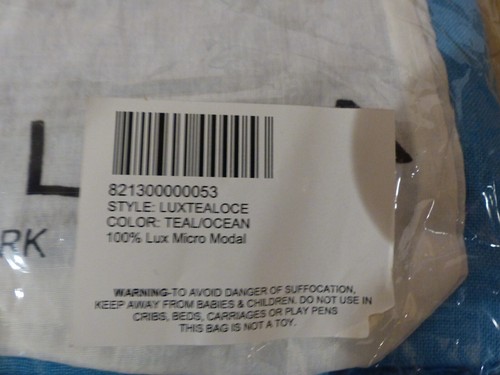 L A
RK
821300000053
STYLE: LUXTEALOCE
COLOR: TEAL/OCEAN
100% Lux Micro Modal
WARNING-TO AVOID DANGER OF SUFFOCATION,
KEEP AWAY FROM BABIES & CHILDREN. DO NOT USE IN
CRIBS, BEDS, CARRIAGES OR PLAY PENS
THIS BAG IS NOT A TOY.